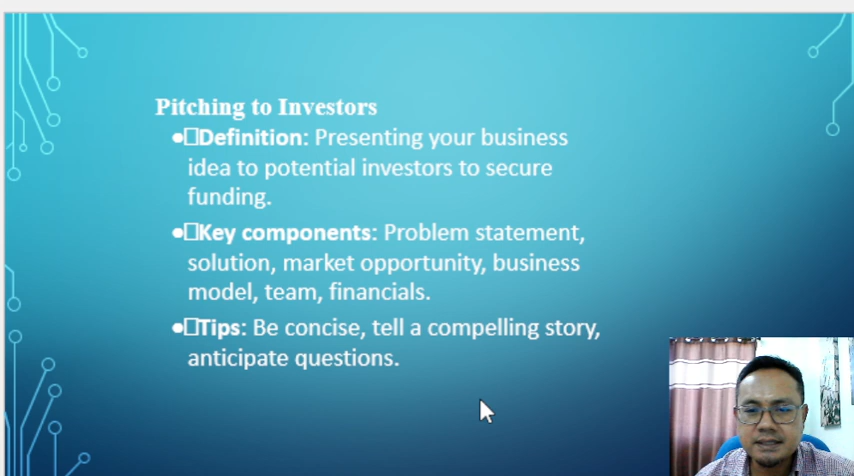 Pitching to Investors
●□Definition: Presenting your business
idea to potential investors to secure
funding.
●□Key components: Problem statement,
solution, market opportunity, business
model, team, financials.
●□Tips: Be concise, tell a compelling story,
anticipate questions.